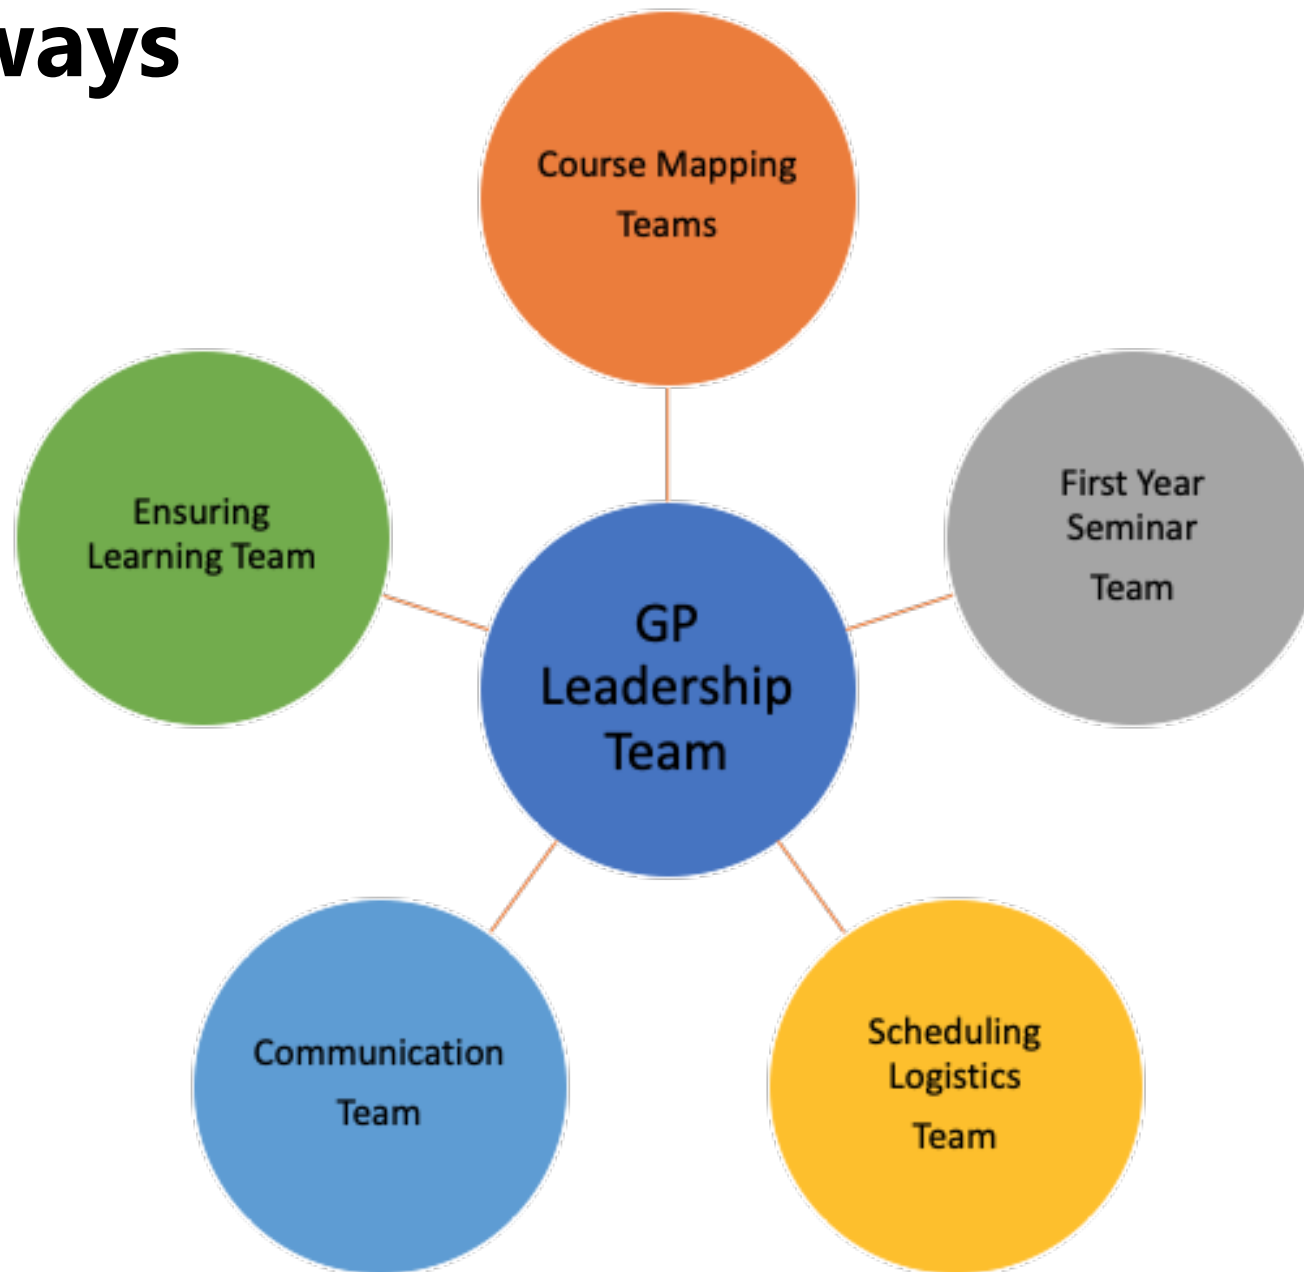 ways
Course Mapping
Teams
First Year
Seminar
Team
Ensuring
Learning Team
GP
Leadership
Team
Communication
Team
Scheduling
Logistics
Team